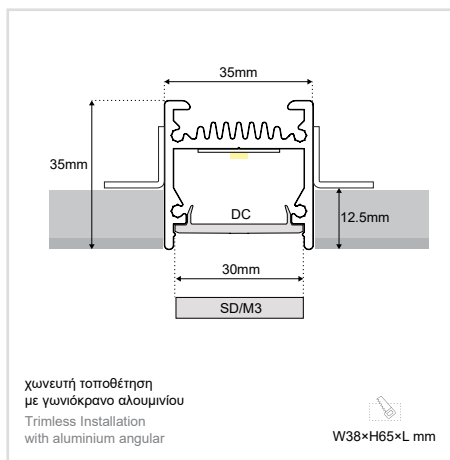 35mm
35mm
DC
12.5mm
30mm
SD/M3
χωνευτή τοποθέτηση
με γωνιόκρανο αλουμινίου
Trimless Installation
with aluminium angular
W38×H65×L mm